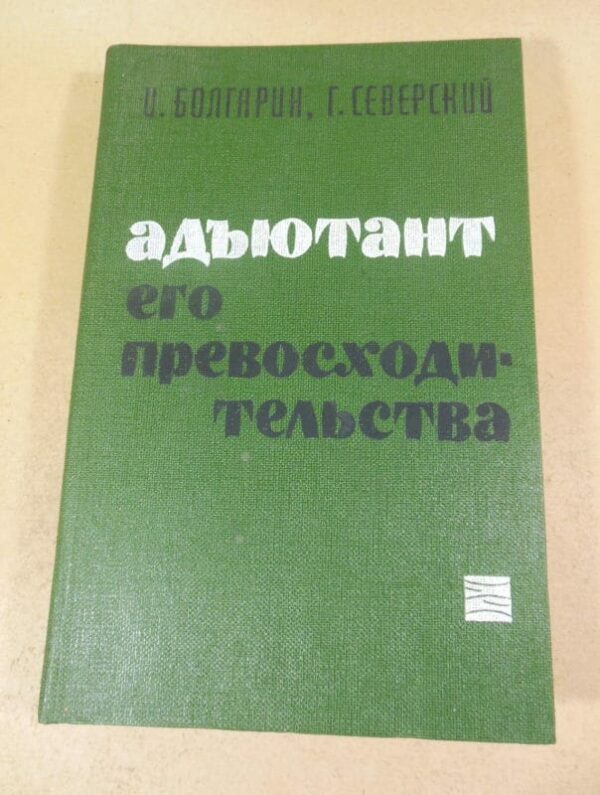 И. БОЛГАРИН, Г. СЕВЕРСКИЙ
адъютант
его
превосходи-
тельства